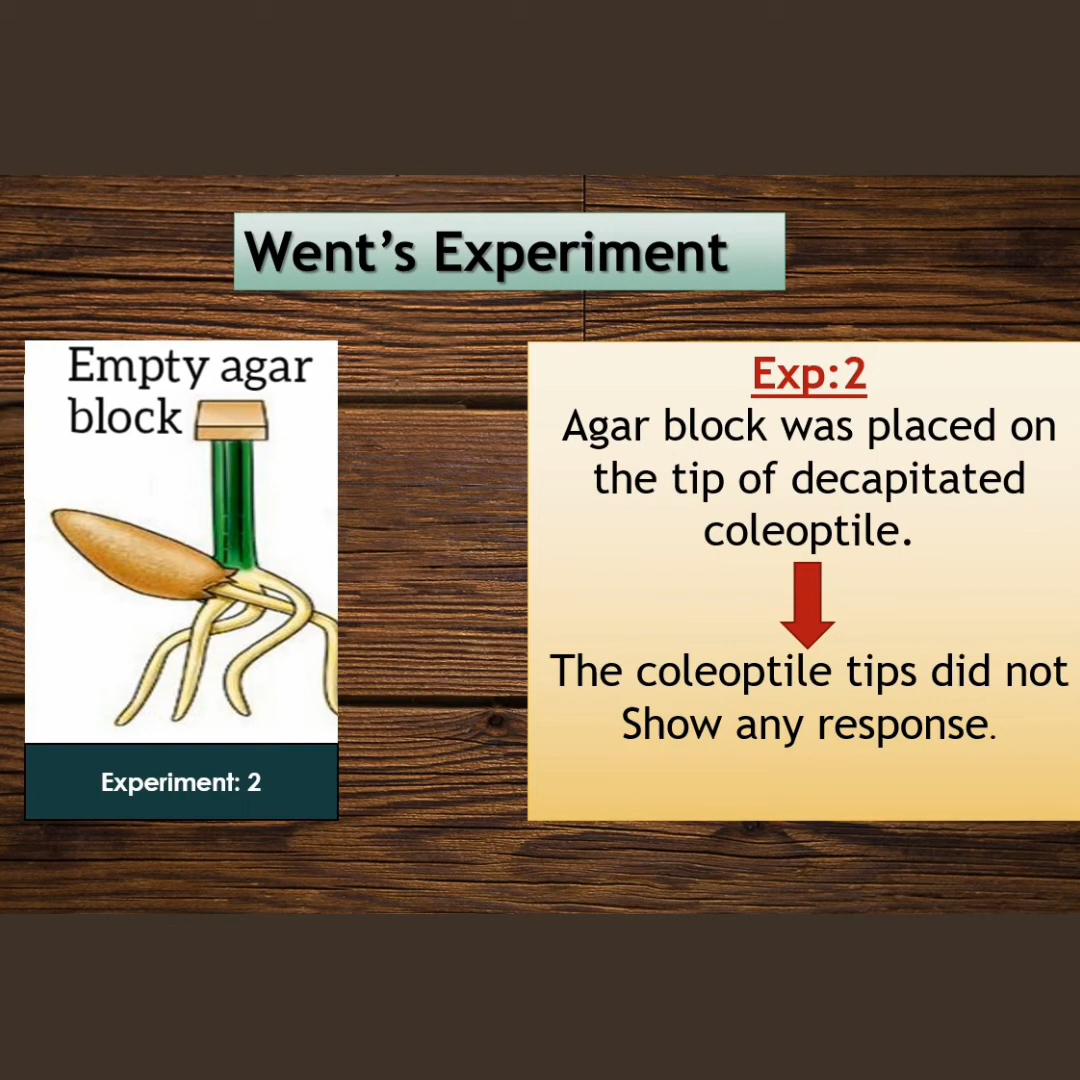 Went’s Experiment
Empty agar
block
Experiment: 2
Exp:2
Agar block was placed on
the tip of decapitated
coleoptile.
The coleoptile tips did not
Show any response.